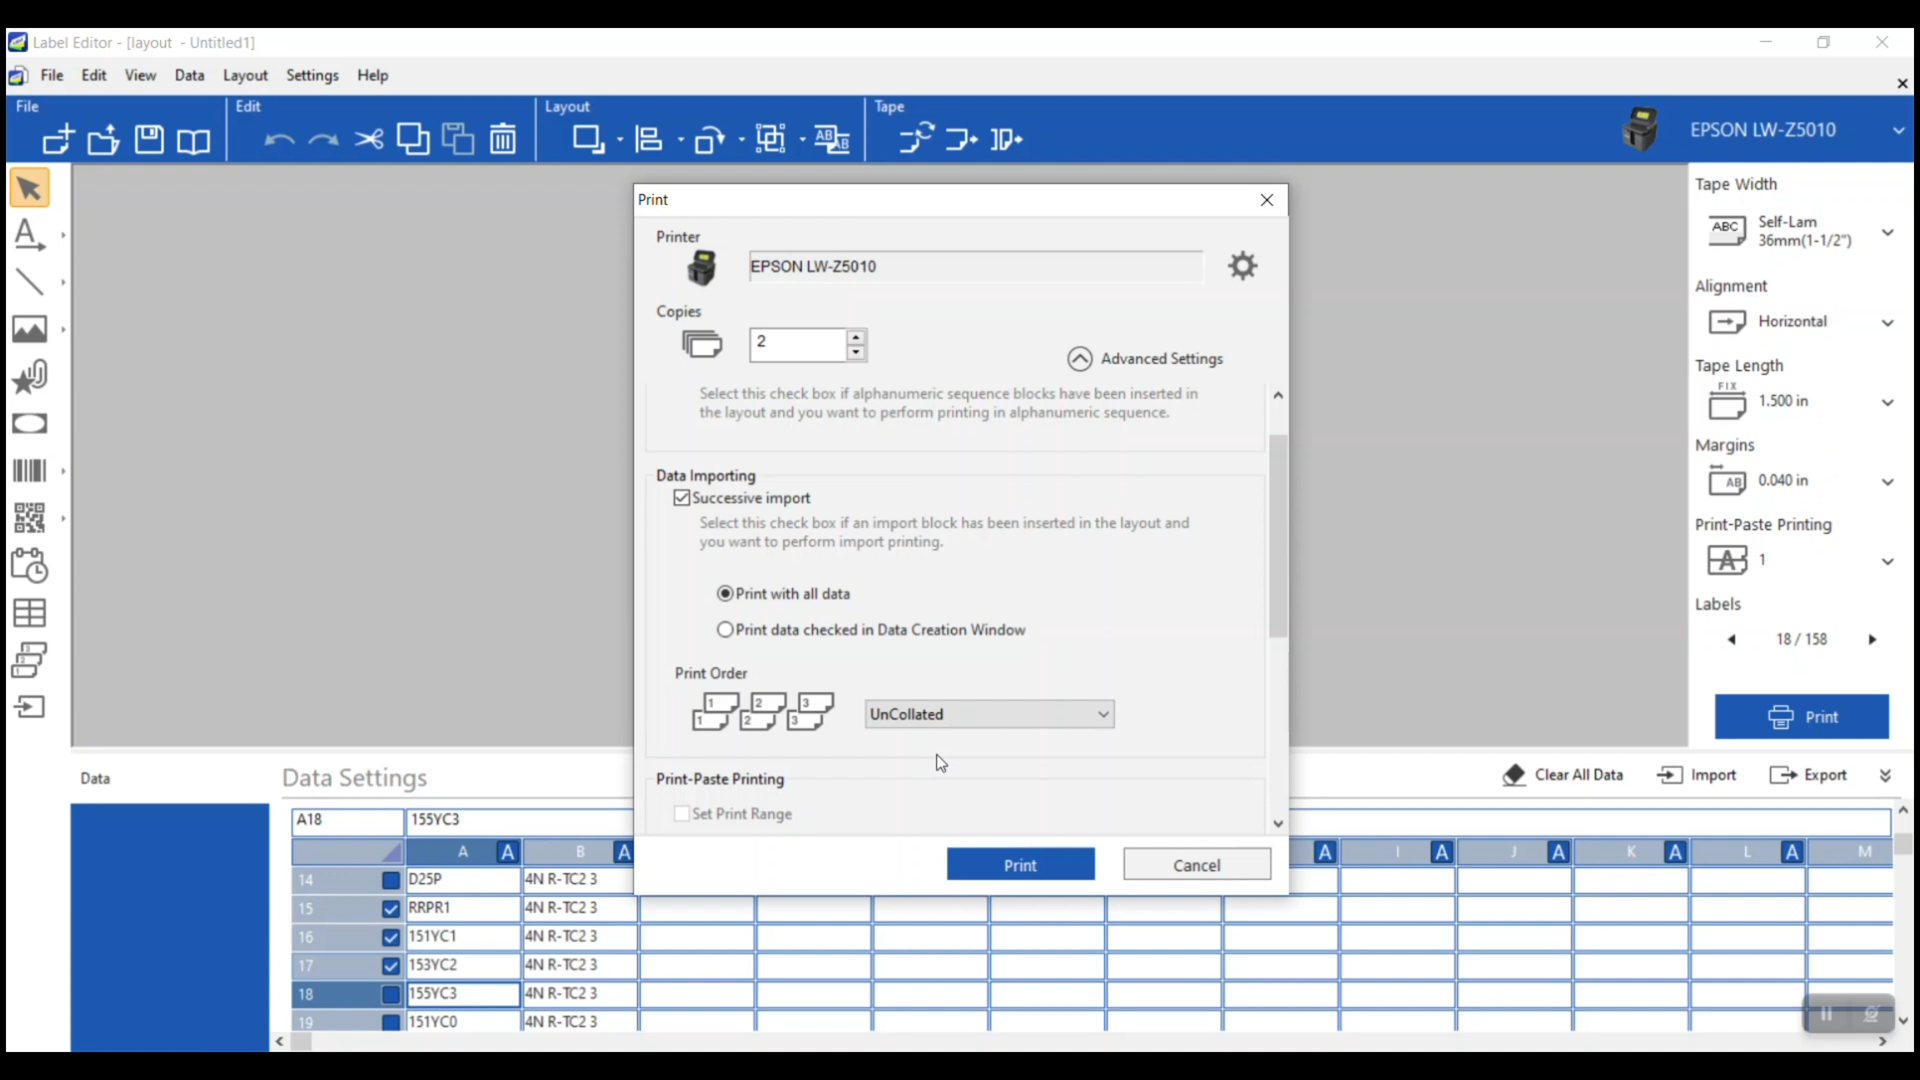 Label Editor - [layout - Untitled1]
File Edit View Data Layout Settings Help
File Edit Layout Tape
EPSON LW-Z5010
Print
Printer
EPSON LW-Z5010
Copies
2
Advanced Settings
Select this check box if alphanumeric sequence blocks have been inserted in
the layout and you want to perform printing in alphanumeric sequence.
Data Importing
Successive import
Select this check box if an import block has been inserted in the layout and
you want to perform import printing.
Print with all data
Print data checked in Data Creation Window
Print Order
1 1 2 2 3 3
UnCollated
Print-Paste Printing
Set Print Range
Print Cancel
Tape Width
ABC Self-Lam
36mm(1-1/2")
Alignment
Horizontal
Tape Length
FIX
1.500 in
Margins
AB 0.040 in
Print-Paste Printing
A 1
Labels
18 / 158
Print
Data
Data Settings
Clear All Data Import Export
A18 155YC3
A A B A A I A J A K A L A M
14 D25P 4N R-TC2 3
15 RRPR1 4N R-TC2 3
16 151YC1 4N R-TC2 3
17 153YC2 4N R-TC2 3
18 155YC3 4N R-TC2 3
19 151YC0 4N R-TC2 3